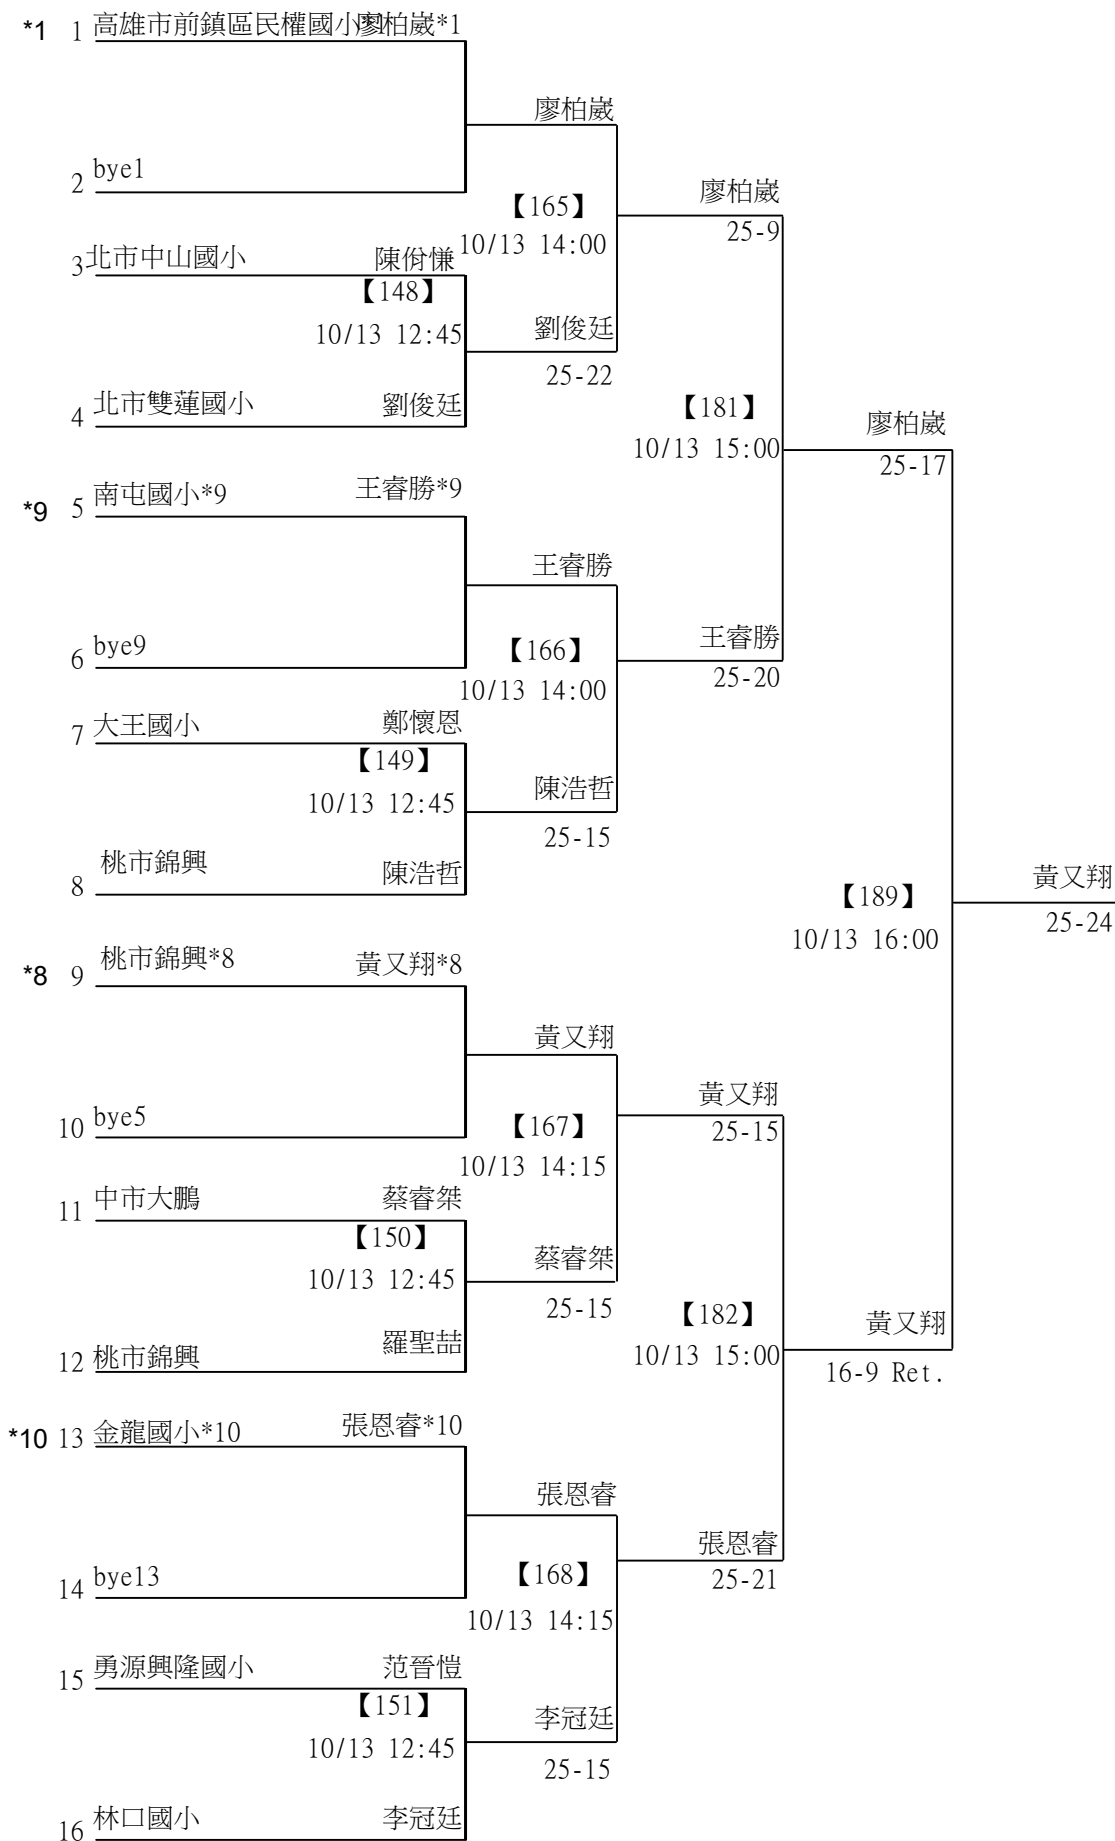 *1 1 高雄市前鎮區民權國小*1 廖柏崴*1
廖柏崴
2 bye1
廖柏崴
【165】
25-9
10/13 14:00
3 北市中山國小 陳佾慊
【148】
10/13 12:45
劉俊廷
25-22
4 北市雙蓮國小 劉俊廷
【181】
廖柏崴
10/13 15:00
25-17
*9 5 南屯國小*9 王睿勝*9
王睿勝
6 bye9
【166】
王睿勝
25-20
10/13 14:00
7 大王國小 鄭懷恩
【149】
10/13 12:45
陳浩哲
25-15
8 桃市錦興 陳浩哲
【189】
黃又翔
25-24
10/13 16:00
*8 9 桃市錦興*8 黃又翔*8
黃又翔
黃又翔
10 bye5
【167】
25-15
10/13 14:15
11 中市大鵬 蔡睿桀
【150】
10/13 12:45
蔡睿桀
25-15
【182】
黃又翔
12 桃市錦興 羅聖喆
10/13 15:00
16-9 Ret.
*10 13 金龍國小*10 張恩睿*10
張恩睿
張恩睿
14 bye13
【168】
25-21
10/13 14:15
15 勇源興隆國小 范晉愷
【151】
10/13 12:45
李冠廷
25-15
16 林口國小 李冠廷